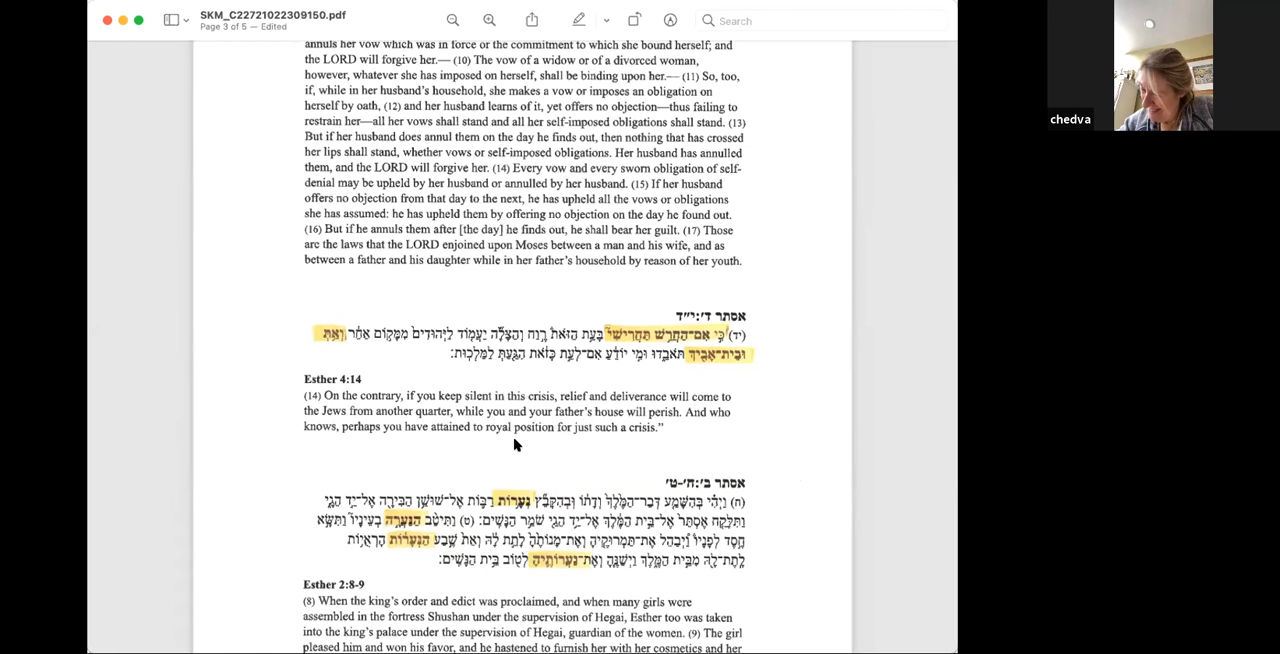 SKM_C22721022309150.pdf
Page 3 of 5 — Edited
Search
chedva
annuls her vow which was in force or the commitment to which she bound herself; and
the LORD will forgive her.— (10) The vow of a widow or of a divorced woman,
however, whatever she has imposed on herself, shall be binding upon her.— (11) So, too,
if, while in her husband's household, she makes a vow or imposes an obligation on
herself by oath, (12) and her husband learns of it, yet offers no objection—thus failing to
restrain her—all her vows shall stand and all her self-imposed obligations shall stand. (13)
But if her husband does annul them on the day he finds out, then nothing that has crossed
her lips shall stand, whether vows or self-imposed obligations. Her husband has annulled
them, and the LORD will forgive her. (14) Every vow and every sworn obligation of self-
denial may be upheld by her husband or annulled by her husband. (15) If her husband
offers no objection from that day to the next, he has upheld all the vows or obligations
she has assumed: he has upheld them by offering no objection on the day he found out.
(16) But if he annuls them after [the day] he finds out, he shall bear her guilt. (17) Those
are the laws that the LORD enjoined upon Moses between a man and his wife, and as
between a father and his daughter while in her father's household by reason of her youth.
אסתר ד׳:י״ד
(יד) כִּי אִם־הַחֲרֵשׁ תַּחֲרִישִׁי בָּעֵת הַזֹּאת רֶוַח וְהַצָּלָה יַעֲמוֹד לַיְּהוּדִים מִמָּקוֹם אַחֵר וְאַתְּ
וּבֵית־אָבִיךְ תֹּאבֵדוּ וּמִי יוֹדֵעַ אִם־לְעֵת כָּזֹאת הִגַּעַתְּ לַמַּלְכוּת׃
Esther 4:14
(14) On the contrary, if you keep silent in this crisis, relief and deliverance will come to
the Jews from another quarter, while you and your father's house will perish. And who
knows, perhaps you have attained to royal position for just such a crisis."
אסתר ב׳:ח׳-ט׳
(ח) וַיְהִי בְּהִשָּׁמַע דְּבַר־הַמֶּלֶךְ וְדָתוֹ וּבְהִקָּבֵץ נְעָרוֹת רַבּוֹת אֶל־שׁוּשַׁן הַבִּירָה אֶל־יַד הֵגָי
וַתִּלָּקַח אֶסְתֵּר אֶל־בֵּית הַמֶּלֶךְ אֶל־יַד הֵגַי שֹׁמֵר הַנָּשִׁים׃ (ט) וַתִּיטַב הַנַּעֲרָה בְעֵינָיו וַתִּשָּׂא
חֶסֶד לְפָנָיו וַיְבַהֵל אֶת־תַּמְרוּקֶיהָ וְאֶת־מָנוֹתֶהָ לָתֵת לָהּ וְאֵת שֶׁבַע הַנְּעָרוֹת הָרְאֻיוֹת
לָתֶת־לָהּ מִבֵּית הַמֶּלֶךְ וַיְשַׁנֶּהָ וְאֶת־נַעֲרוֹתֶיהָ לְטוֹב בֵּית הַנָּשִׁים׃
Esther 2:8-9
(8) When the king's order and edict was proclaimed, and when many girls were
assembled in the fortress Shushan under the supervision of Hegai, Esther too was taken
into the king's palace under the supervision of Hegai, guardian of the women. (9) The girl
pleased him and won his favor, and he hastened to furnish her with her cosmetics and her